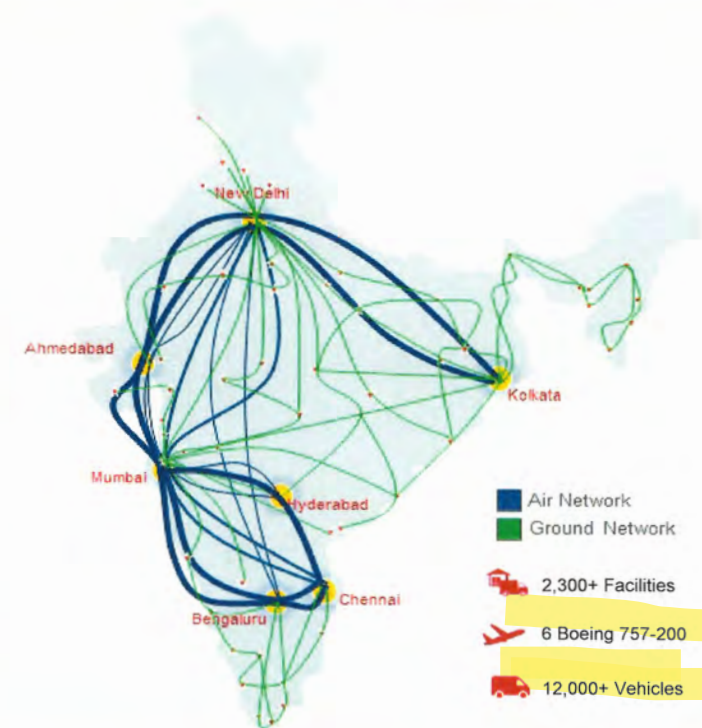 New Delhi
Ahmedabad
Kolkata
Mumbai
Hyderabad
Air Network
Ground Network
2,300+ Facilities
Chennai
Bengaluru
6 Boeing 757-200
12,000+ Vehicles